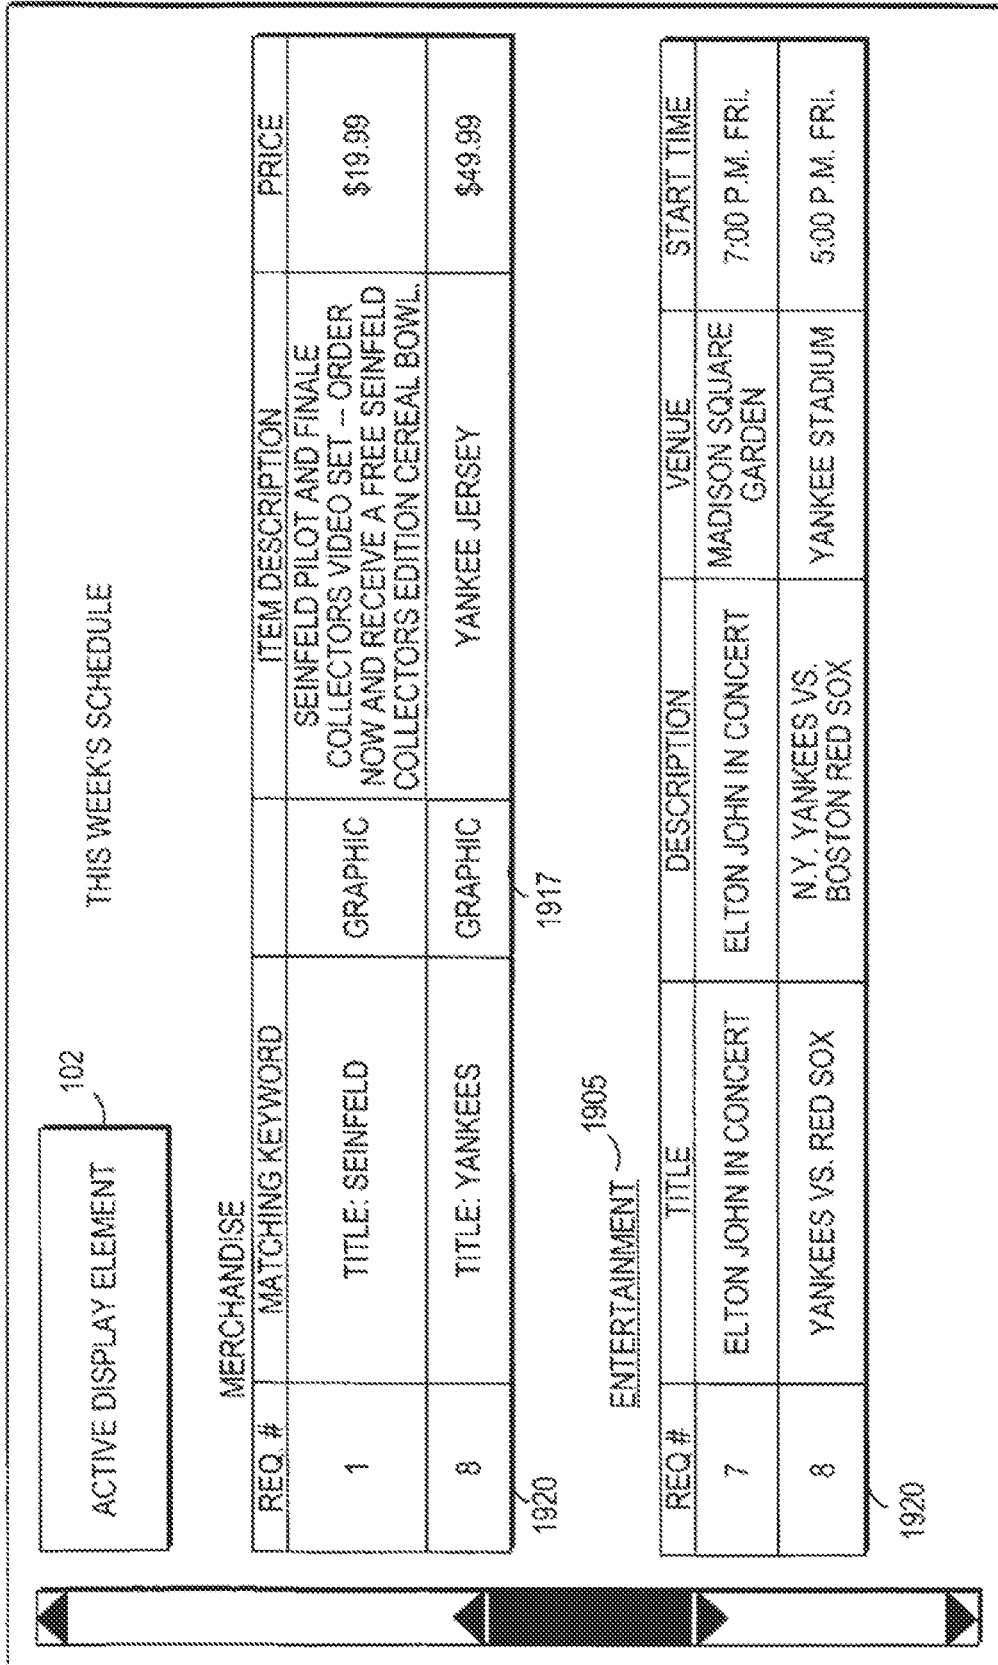 THIS WEEK'S SCHEDULE
ACTIVE DISPLAY ELEMENT
102
MERCHANDISE
REQ. # MATCHING KEYWORD ITEM DESCRIPTION PRICE
1 TITLE: SEINFELD GRAPHIC SEINFELD PILOT AND FINALE
COLLECTORS VIDEO SET -- ORDER
NOW AND RECEIVE A FREE SEINFELD
COLLECTORS EDITION CEREAL BOWL. $19.99
8 TITLE: YANKEES GRAPHIC YANKEE JERSEY $49.99
1920
1917
ENTERTAINMENT
1905
REQ # TITLE DESCRIPTION VENUE START TIME
7 ELTON JOHN IN CONCERT ELTON JOHN IN CONCERT MADISON SQUARE
GARDEN 7:00 P.M. FRI.
8 YANKEES VS. RED SOX N.Y. YANKEES VS.
BOSTON RED SOX YANKEE STADIUM 5:00 P.M. FRI.
1920